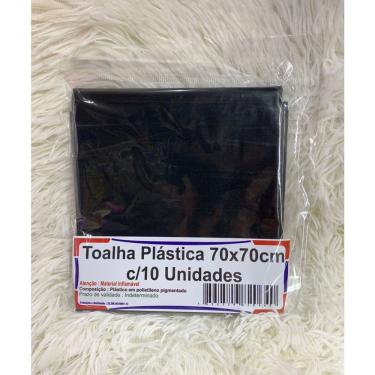 Toalha Plástica 70x70cm
c/10 Unidades
Atenção : Material Inflamável
Composição : Plástico em polietileno pigmentado
Prazo de validade : Indeterminado